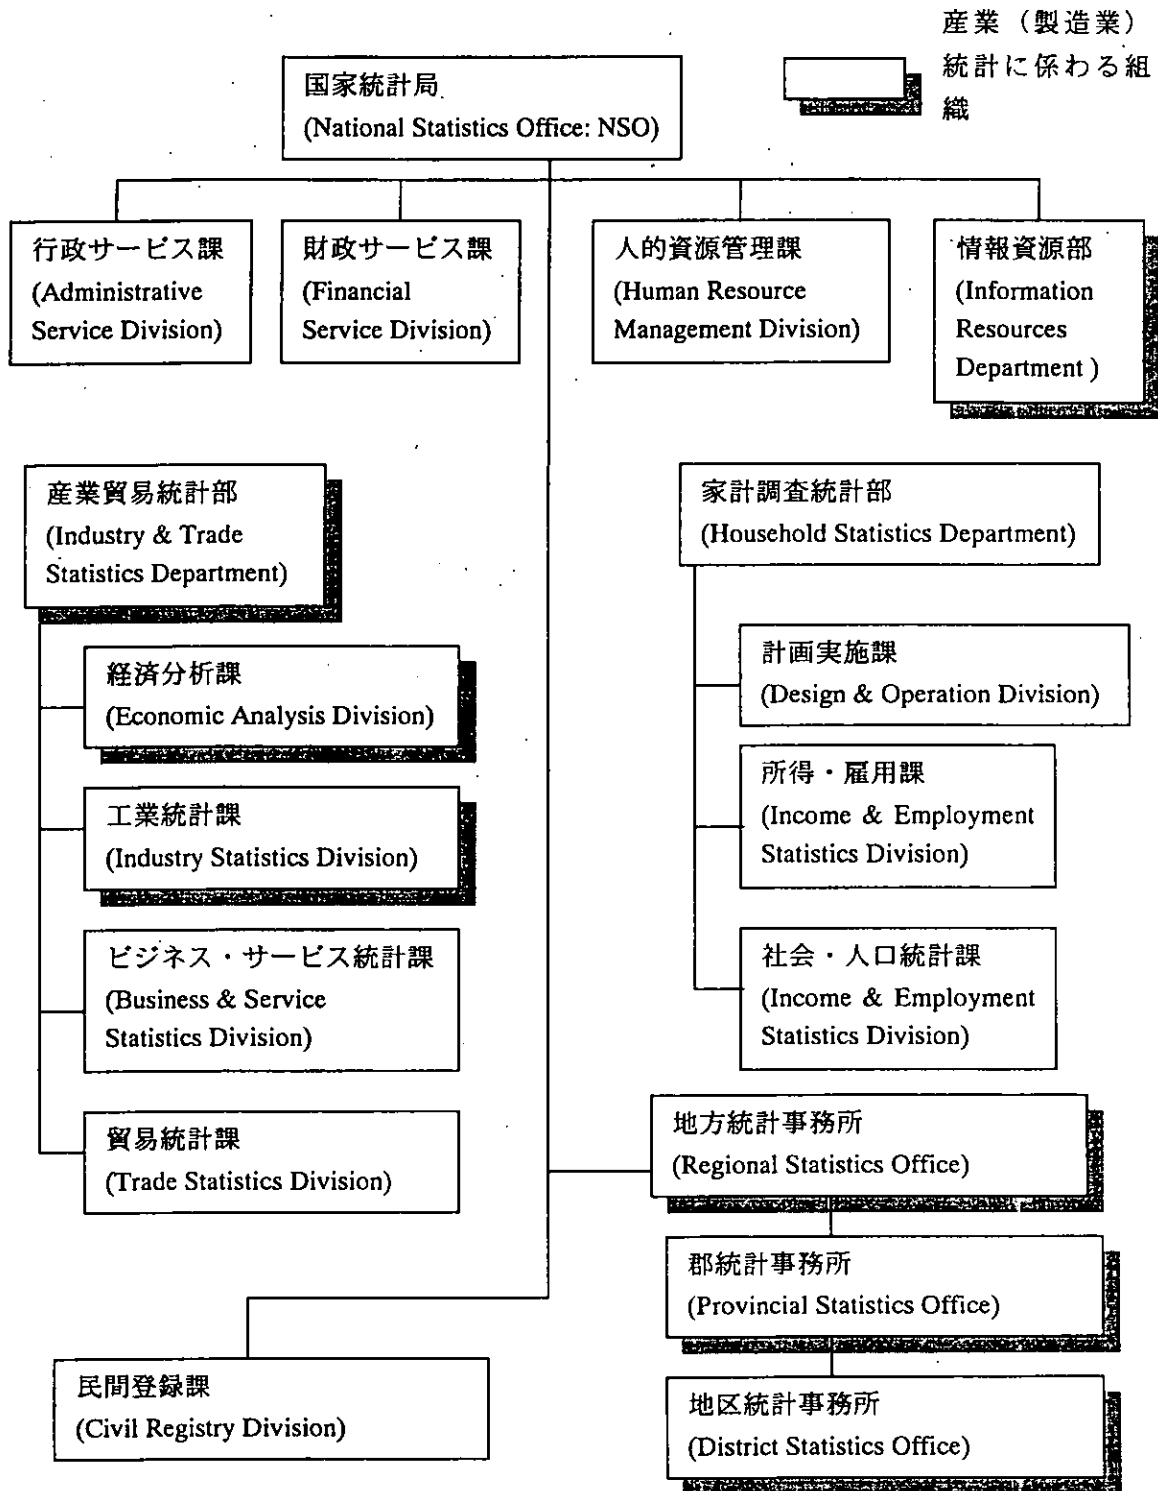 産業（製造業）
統計に係わる組
織
国家統計局
(National Statistics Office: NSO)
行政サービス課
(Administrative
Service Division)
財政サービス課
(Financial
Service Division)
人的資源管理課
(Human Resource
Management Division)
情報資源部
(Information
Resources
Department )
産業貿易統計部
(Industry & Trade
Statistics Department)
経済分析課
(Economic Analysis Division)
工業統計課
(Industry Statistics Division)
ビジネス・サービス統計課
(Business & Service
Statistics Division)
貿易統計課
(Trade Statistics Division)
家計調査統計部
(Household Statistics Department)
計画実施課
(Design & Operation Division)
所得・雇用課
(Income & Employment
Statistics Division)
社会・人口統計課
(Income & Employment
Statistics Division)
地方統計事務所
(Regional Statistics Office)
郡統計事務所
(Provincial Statistics Office)
地区統計事務所
(District Statistics Office)
民間登録課
(Civil Registry Division)